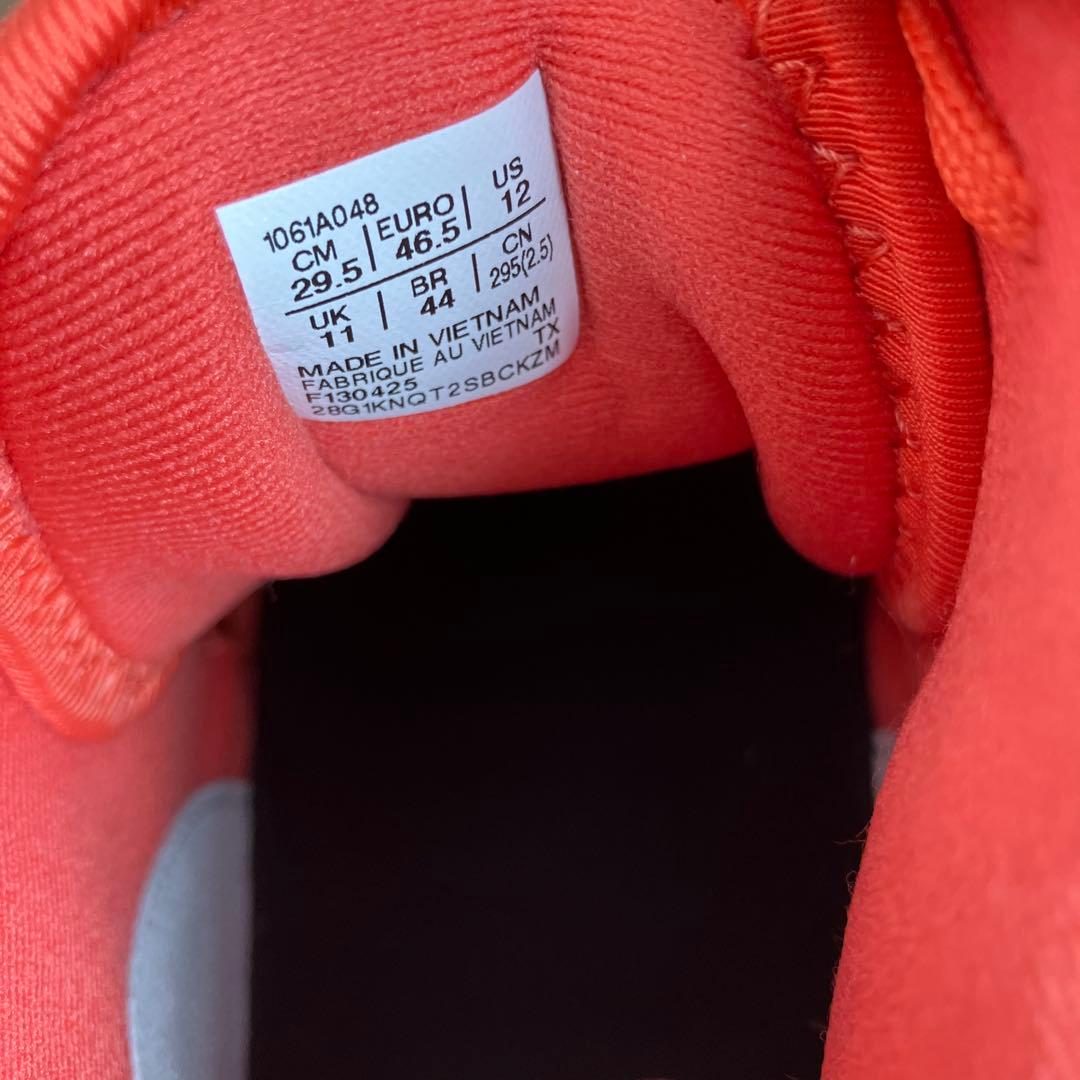 1061A048
CM | EURO | US
29.5 | 46.5 | 12
UK | BR | CN
11 | 44 | 295(2.5)
MADE IN VIETNAM
FABRIQUE AU VIETNAM
F130425 TX
28G1KNQT2SBCKZM